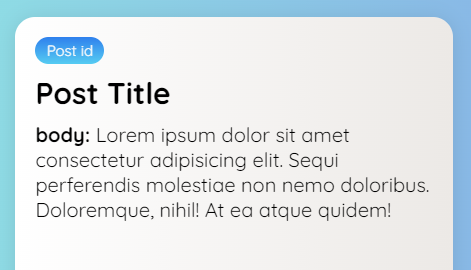 Post id
Post Title
body: Lorem ipsum dolor sit amet
consectetur adipisicing elit. Sequi
perferendis molestiae non nemo doloribus.
Doloremque, nihil! At ea atque quidem!